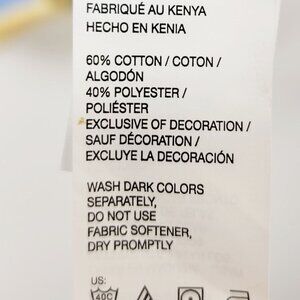 FABRIQUÉ AU KENYA
HECHO EN KENIA
60% COTTON / COTON /
ALGODÓN
40% POLYESTER /
POLIÉSTER
EXCLUSIVE OF DECORATION /
SAUF DÉCORATION /
EXCLUYE LA DECORACIÓN
WASH DARK COLORS
SEPARATELY,
DO NOT USE
FABRIC SOFTENER,
DRY PROMPTLY
US:
40C